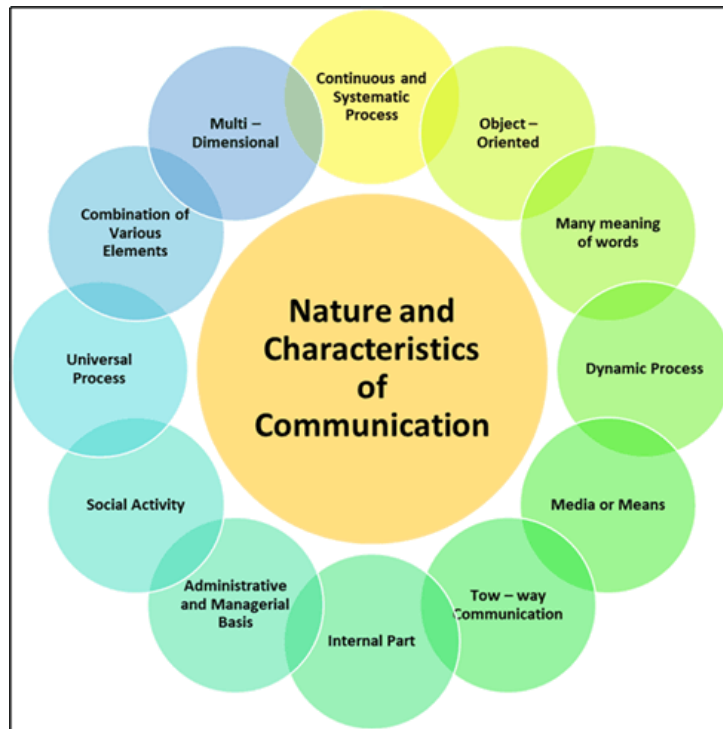 Nature and
Characteristics
of
Communication
Continuous and
Systematic
Process
Object –
Oriented
Many meaning
of words
Dynamic Process
Media or Means
Tow – way
Communication
Internal Part
Administrative
and Managerial
Basis
Social Activity
Universal
Process
Combination of
Various
Elements
Multi –
Dimensional